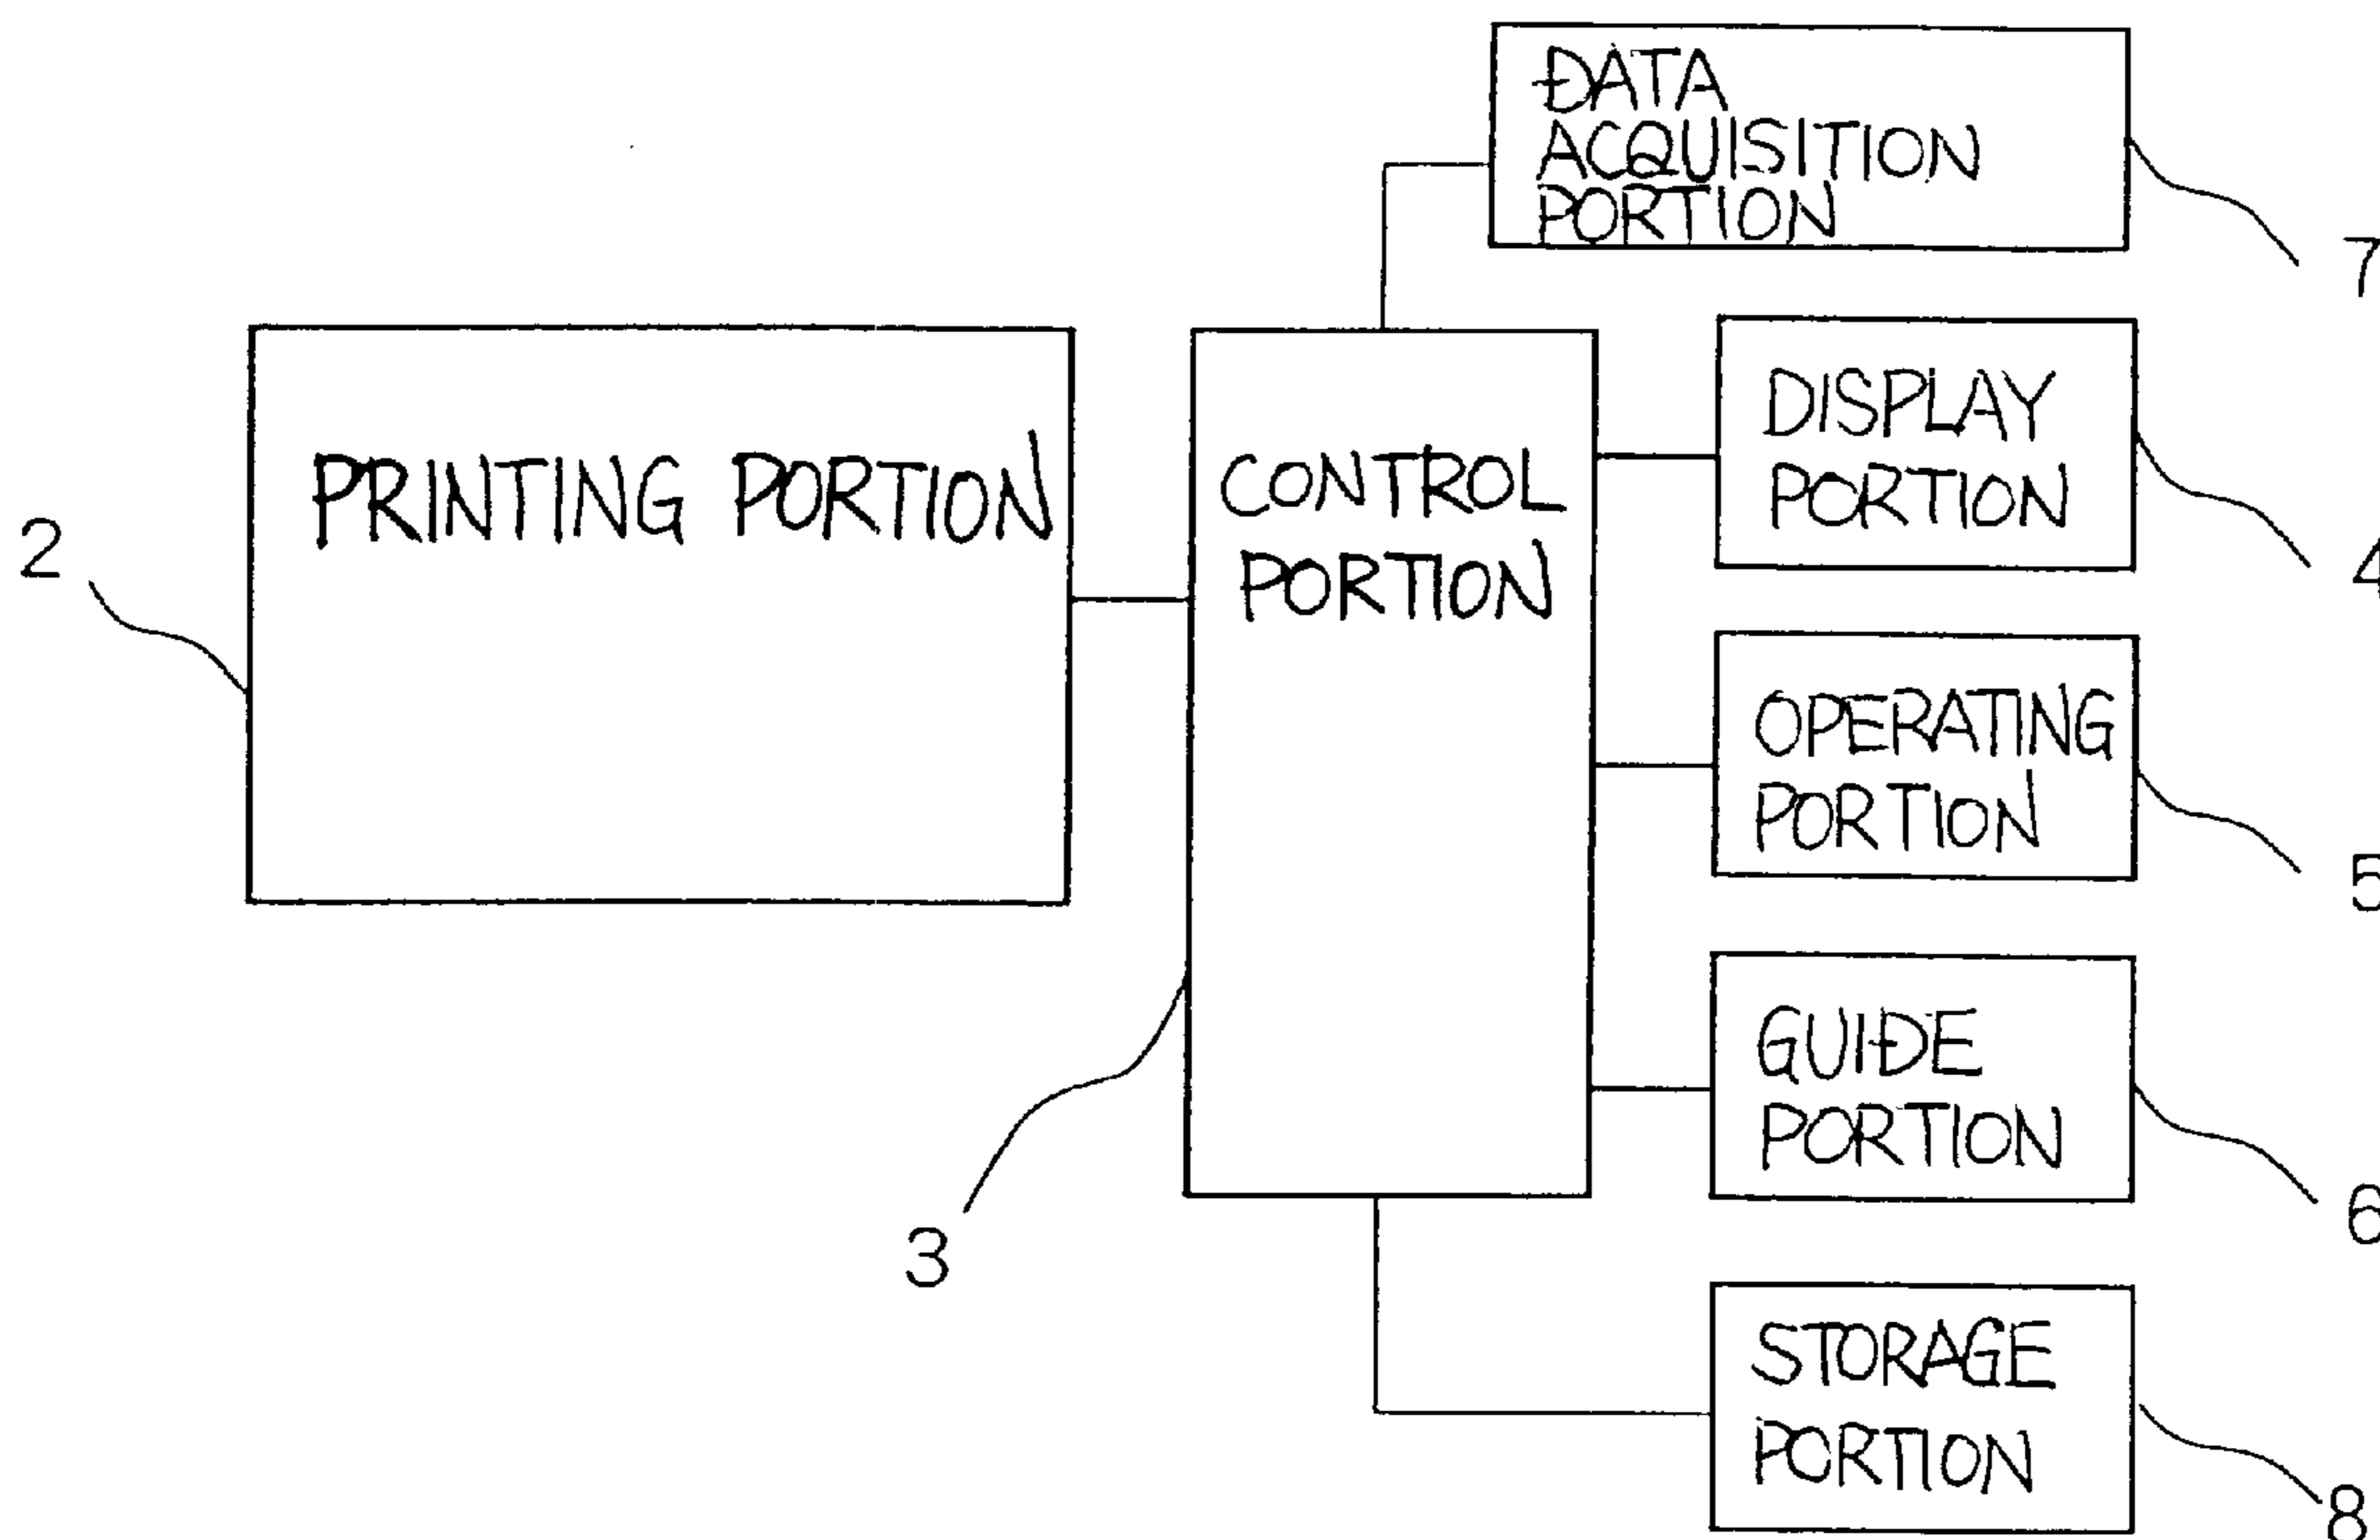 DATA
ACQUISITION
PORTION
7
PRINTING PORTION
2
CONTROL
PORTION
3
DISPLAY
PORTION
4
OPERATING
PORTION
5
GUIDE
PORTION
6
STORAGE
PORTION
8